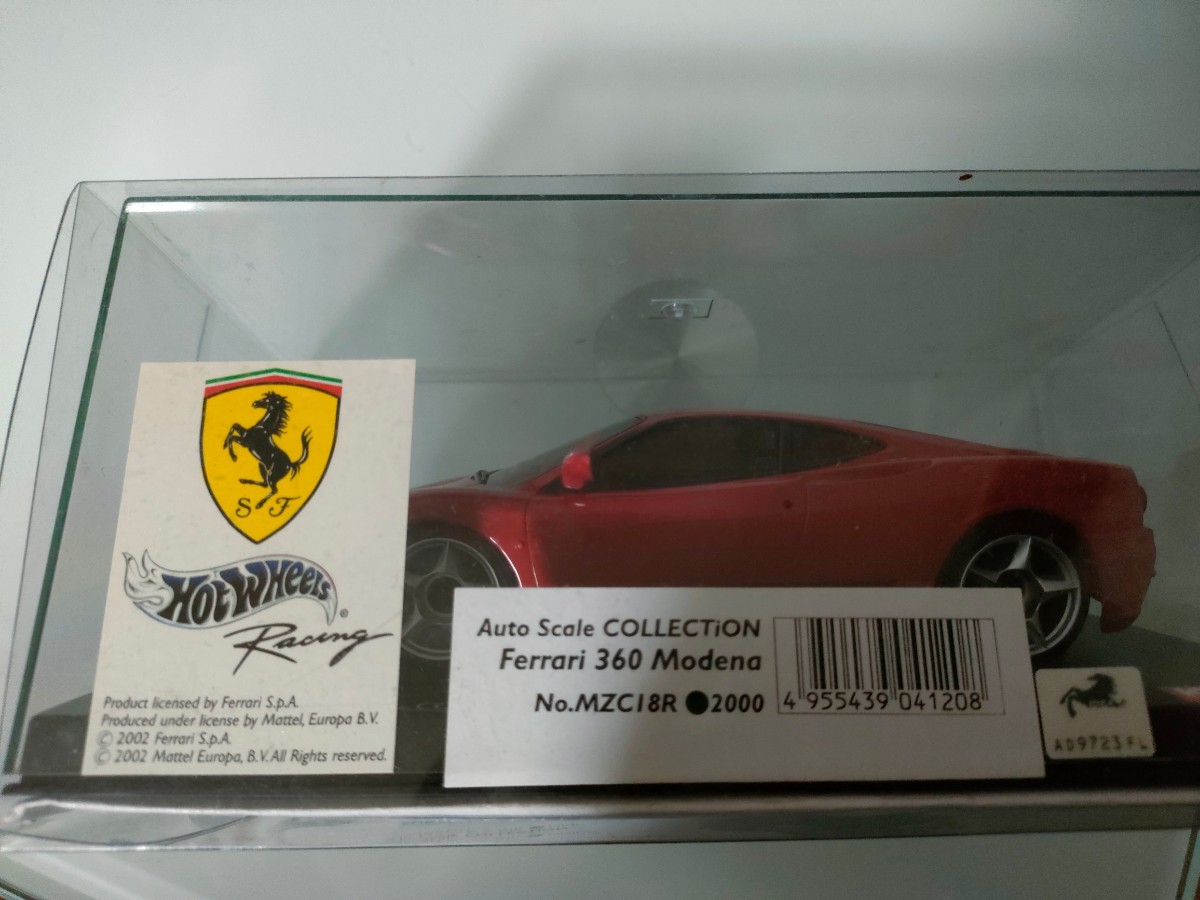 S F
HOT WHEELS
Racing
Product licensed by Ferrari S.p.A.
Produced under license by Mattel, Europa B.V.
© 2002 Ferrari S.p.A.
© 2002 Mattel Europa, B.V. All Rights reserved.
Auto Scale COLLECTiON
Ferrari 360 Modena
No.MZC18R ●2000
4 955439 041208
AD9723FL